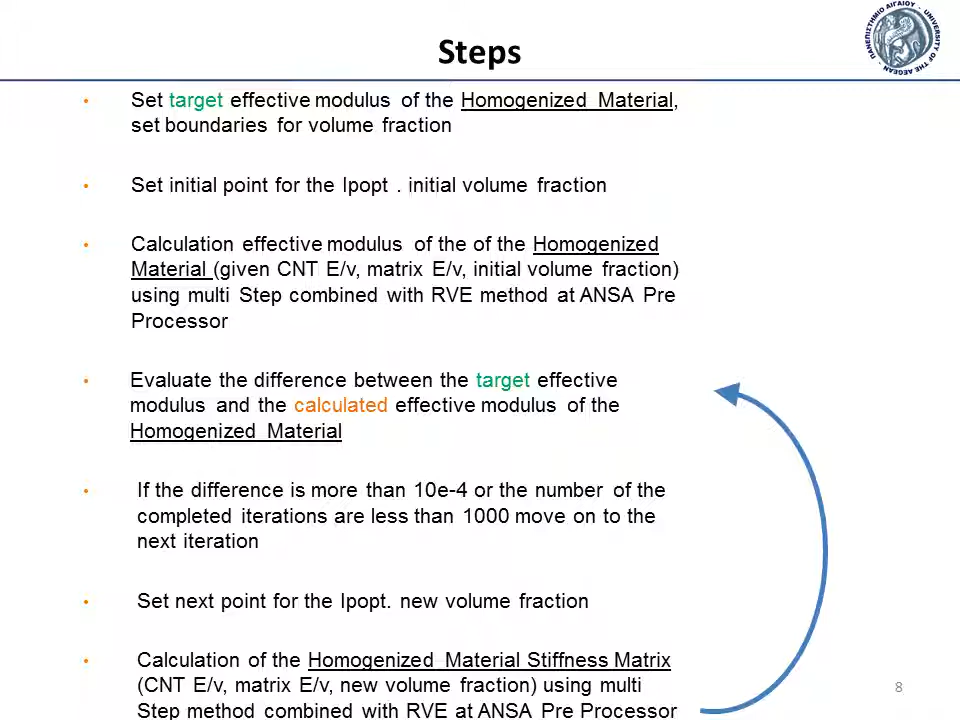 Steps
ΠΑΝΕΠΙΣΤΗΜΙΟ ΑΙΓΑΙΟΥ - UNIVERSITY OF THE AEGEAN -
• Set target effective modulus of the Homogenized Material,
set boundaries for volume fraction
• Set initial point for the Ipopt . initial volume fraction
• Calculation effective modulus of the of the Homogenized
Material (given CNT E/v, matrix E/v, initial volume fraction)
using multi Step combined with RVE method at ANSA Pre
Processor
• Evaluate the difference between the target effective
modulus and the calculated effective modulus of the
Homogenized Material
• If the difference is more than 10e-4 or the number of the
completed iterations are less than 1000 move on to the
next iteration
• Set next point for the Ipopt. new volume fraction
• Calculation of the Homogenized Material Stiffness Matrix
(CNT E/v, matrix E/v, new volume fraction) using multi
Step method combined with RVE at ANSA Pre Processor
8